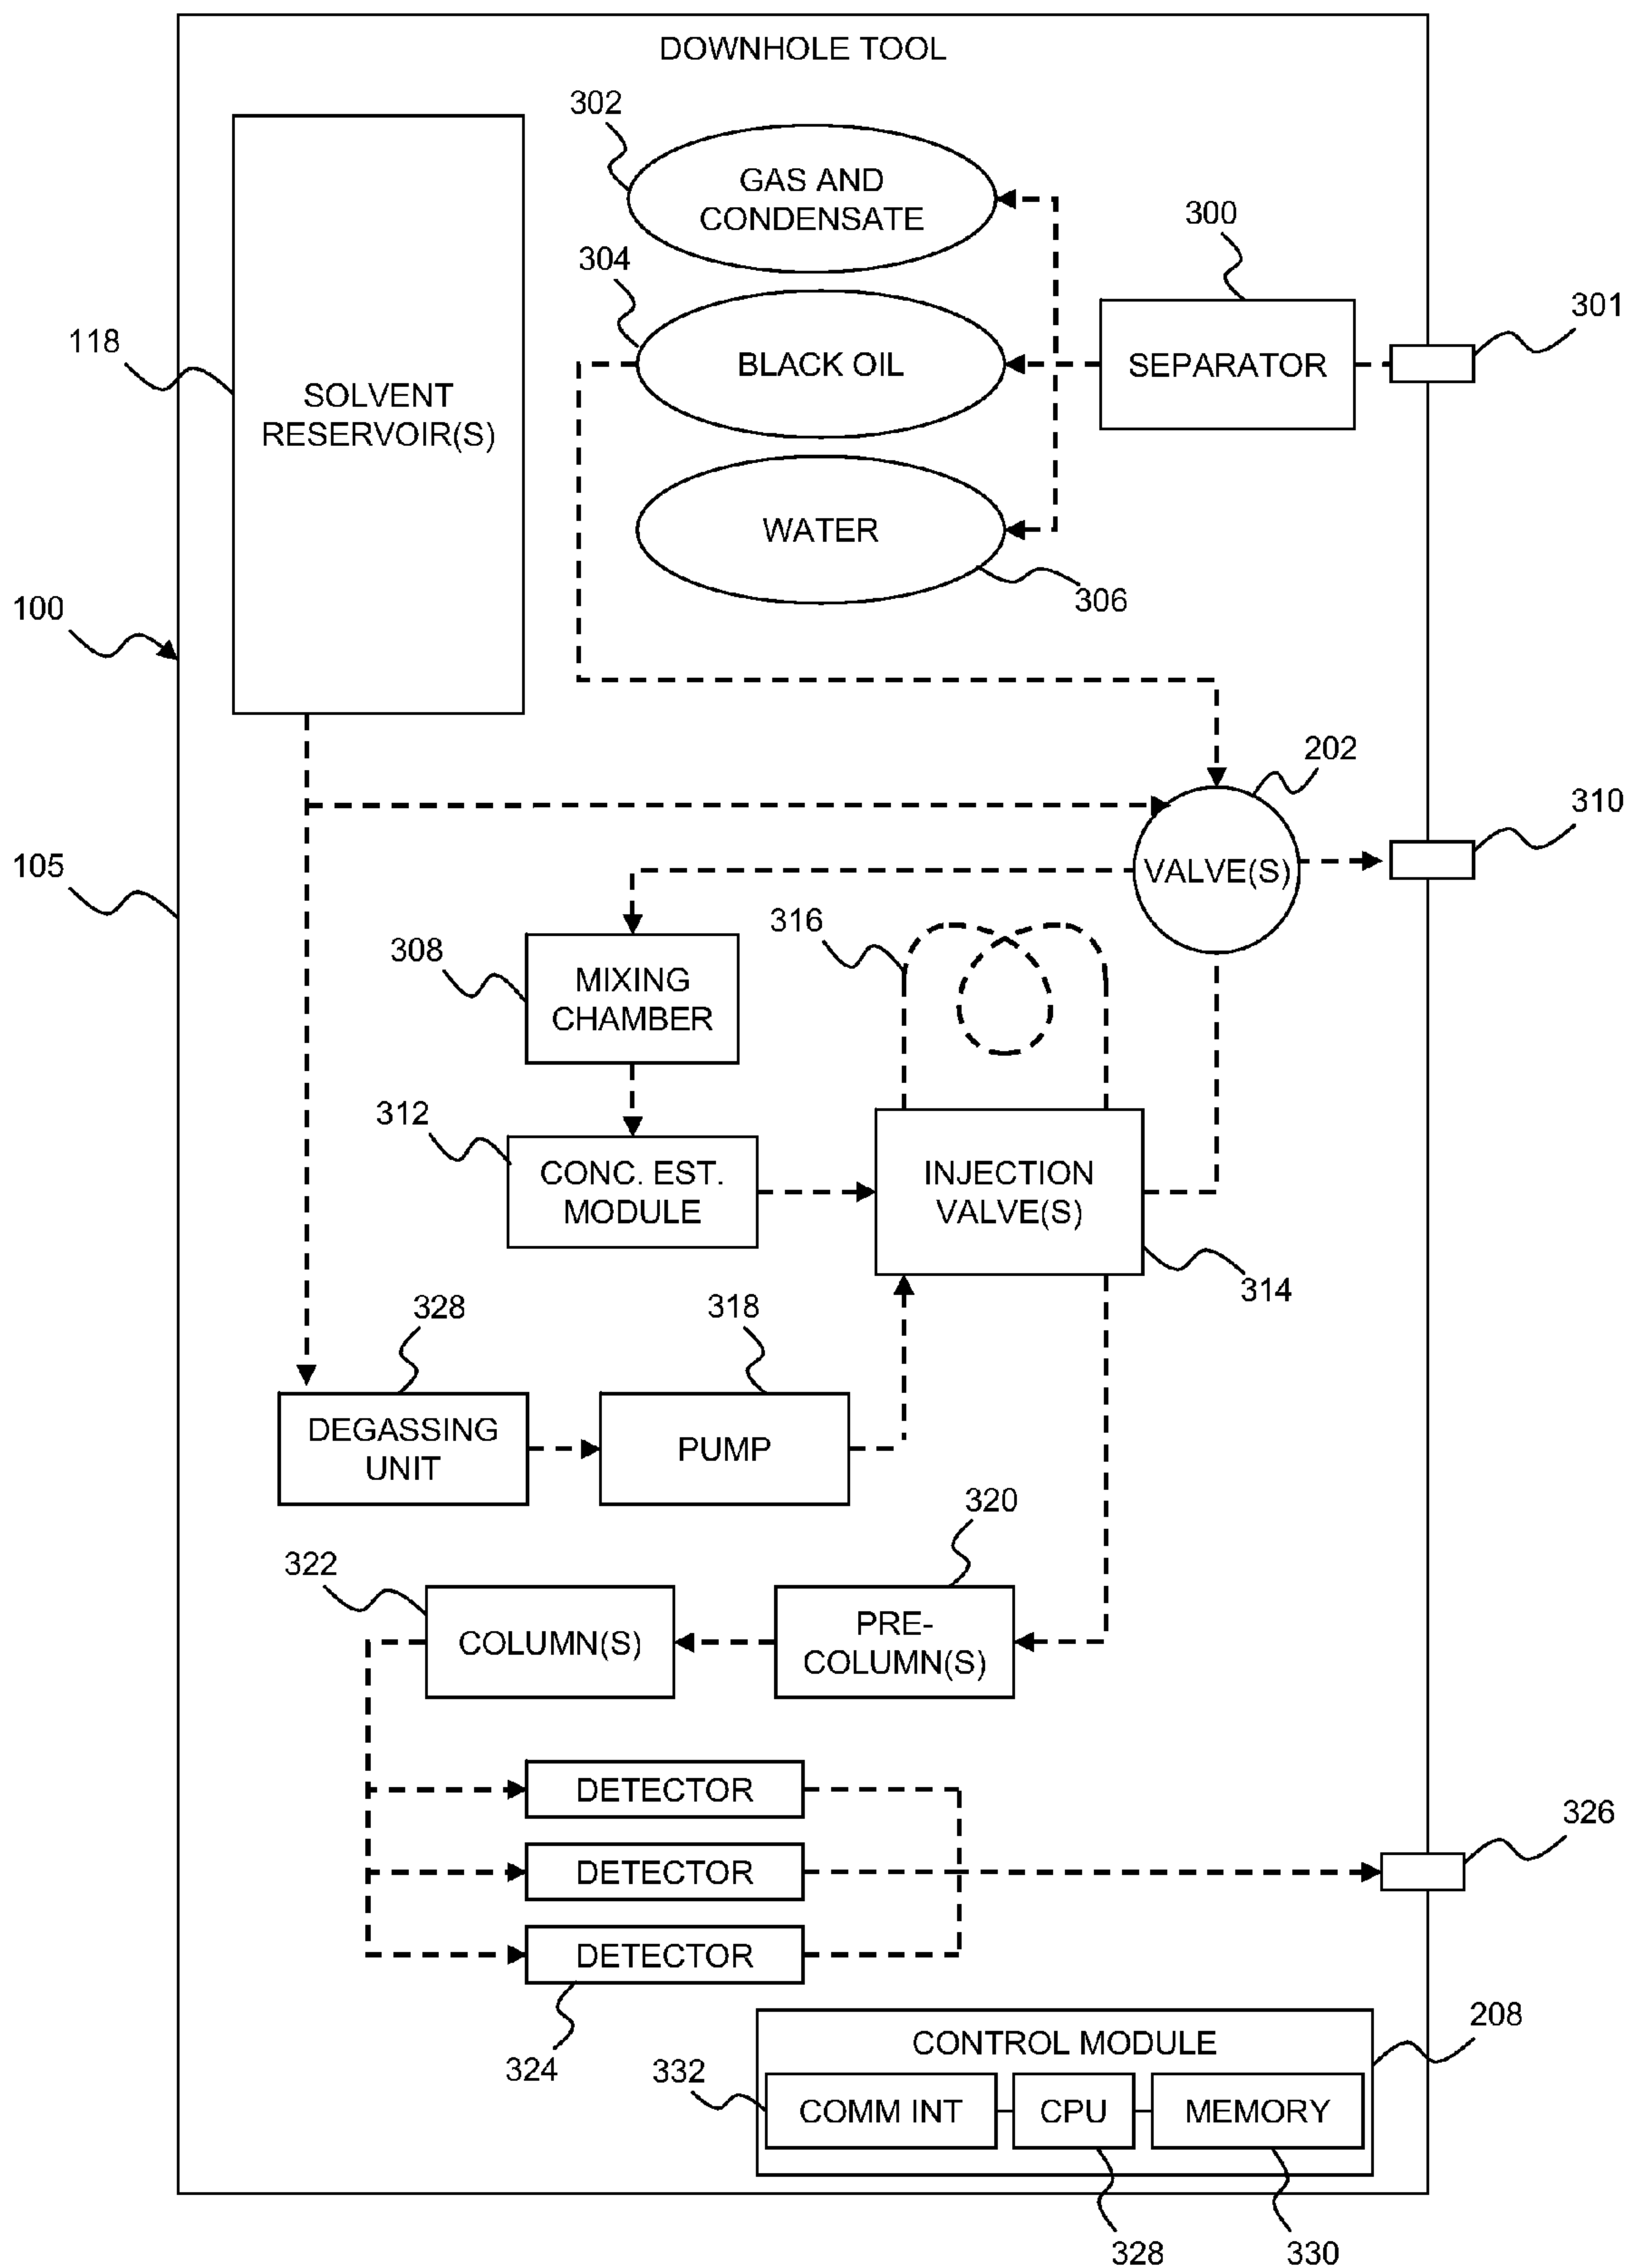 DOWNHOLE TOOL
302
GAS AND
CONDENSATE
300
304
301
118
SOLVENT
RESERVOIR(S)
BLACK OIL
SEPARATOR
WATER
306
100
202
310
105
VALVE(S)
316
308
MIXING
CHAMBER
312
CONC. EST.
MODULE
INJECTION
VALVE(S)
314
328
318
DEGASSING
UNIT
PUMP
320
322
COLUMN(S)
PRE-
COLUMN(S)
DETECTOR
326
DETECTOR
DETECTOR
324
208
CONTROL MODULE
332
COMM INT
CPU
MEMORY
328
330